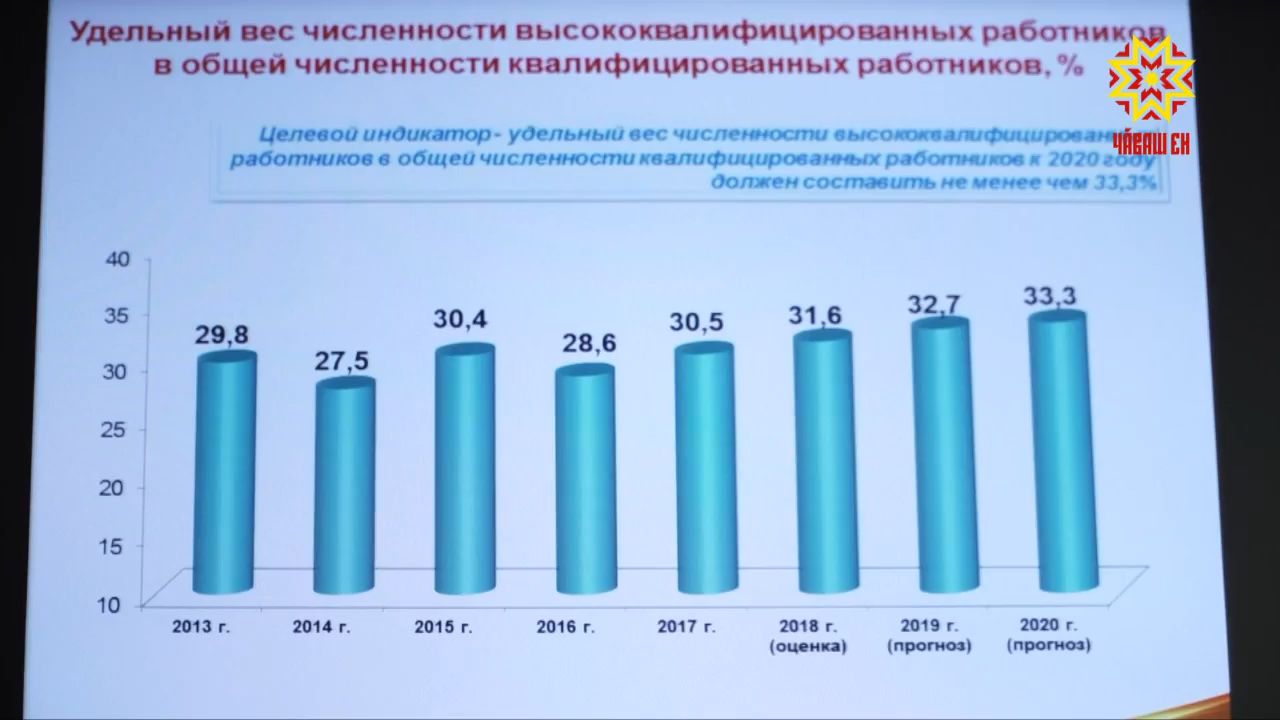 Удельный вес численности высококвалифицированных работников
в общей численности квалифицированных работников, %
ЧӐВАШ ЕН
Целевой индикатор - удельный вес численности
работников в общей численности квалифицированных работников к 2020 году
должен составить не менее чем 33,3%
40
35
30
25
20
15
10
29,8
27,5
30,4
28,6
30,5
31,6
32,7
33,3
2013 г.
2014 г.
2015 г.
2016 г.
2017 г.
2018 г.
(оценка)
2019 г.
(прогноз)
2020 г.
(прогноз)